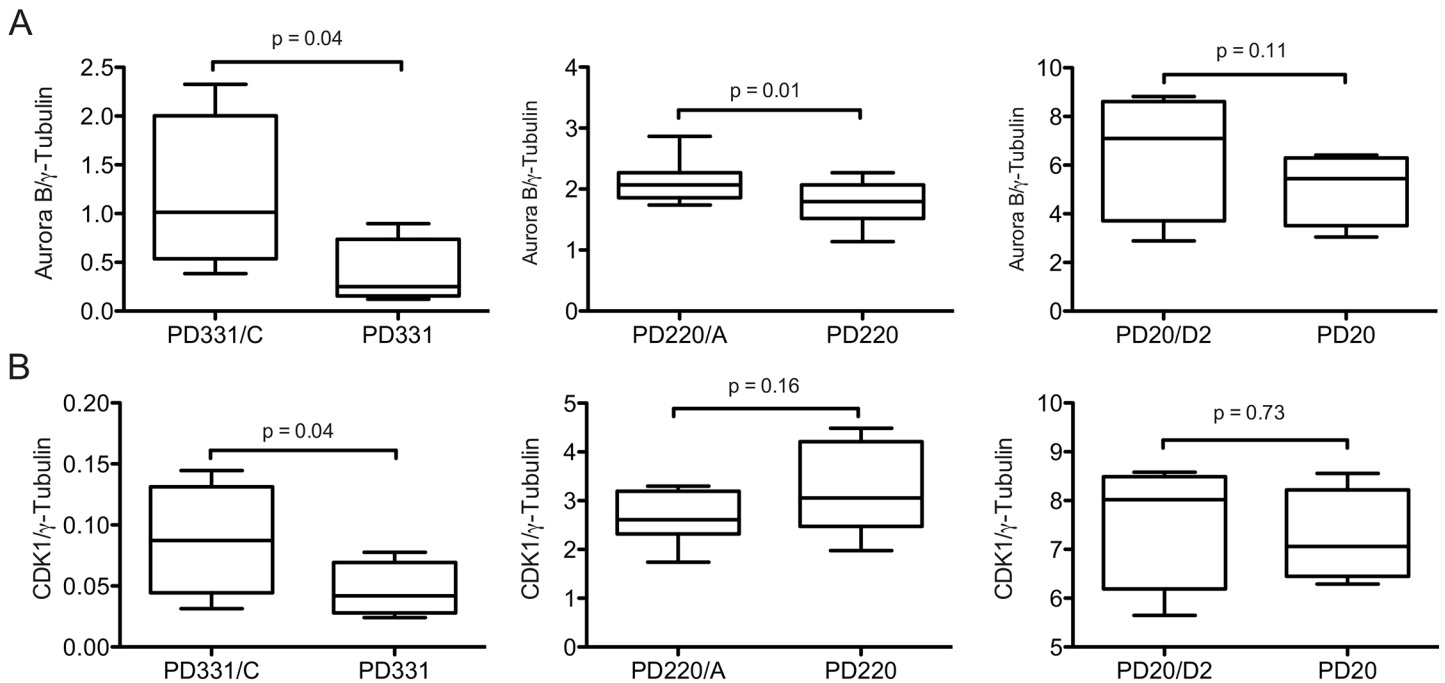 A
p = 0.04
Aurora B/γ-Tubulin
2.5
2.0
1.5
1.0
0.5
0.0
PD331/C PD331
p = 0.01
Aurora B/γ-Tubulin
4
3
2
1
0
PD220/A PD220
p = 0.11
Aurora B/γ-Tubulin
10
8
6
4
2
0
PD20/D2 PD20
B
p = 0.04
CDK1/γ-Tubulin
0.20
0.15
0.10
0.05
0.00
PD331/C PD331
p = 0.16
CDK1/γ-Tubulin
5
4
3
2
1
0
PD220/A PD220
p = 0.73
CDK1/γ-Tubulin
10
9
8
7
6
5
PD20/D2 PD20